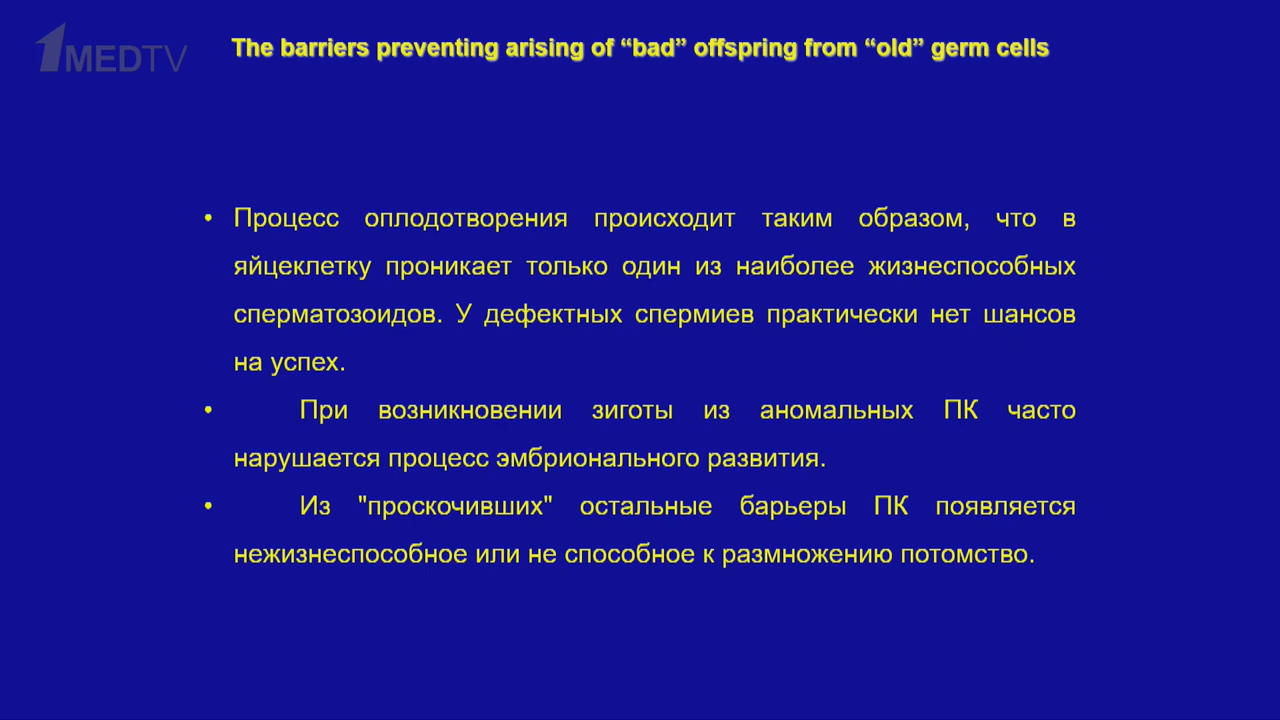 1MEDTV
The barriers preventing arising of “bad” offspring from “old” germ cells
• Процесс оплодотворения происходит таким образом, что в
яйцеклетку проникает только один из наиболее жизнеспособных
сперматозоидов. У дефектных спермиев практически нет шансов
на успех.
• При возникновении зиготы из аномальных ПК часто
нарушается процесс эмбрионального развития.
• Из "проскочивших" остальные барьеры ПК появляется
нежизнеспособное или не способное к размножению потомство.